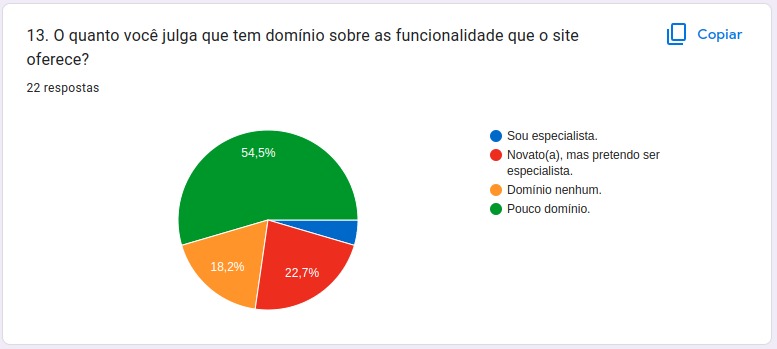 13. O quanto você julga que tem domínio sobre as funcionalidade que o site
oferece?
Copiar
22 respostas
54,5%
18,2%
22,7%
Sou especialista.
Novato(a), mas pretendo ser
especialista.
Domínio nenhum.
Pouco domínio.